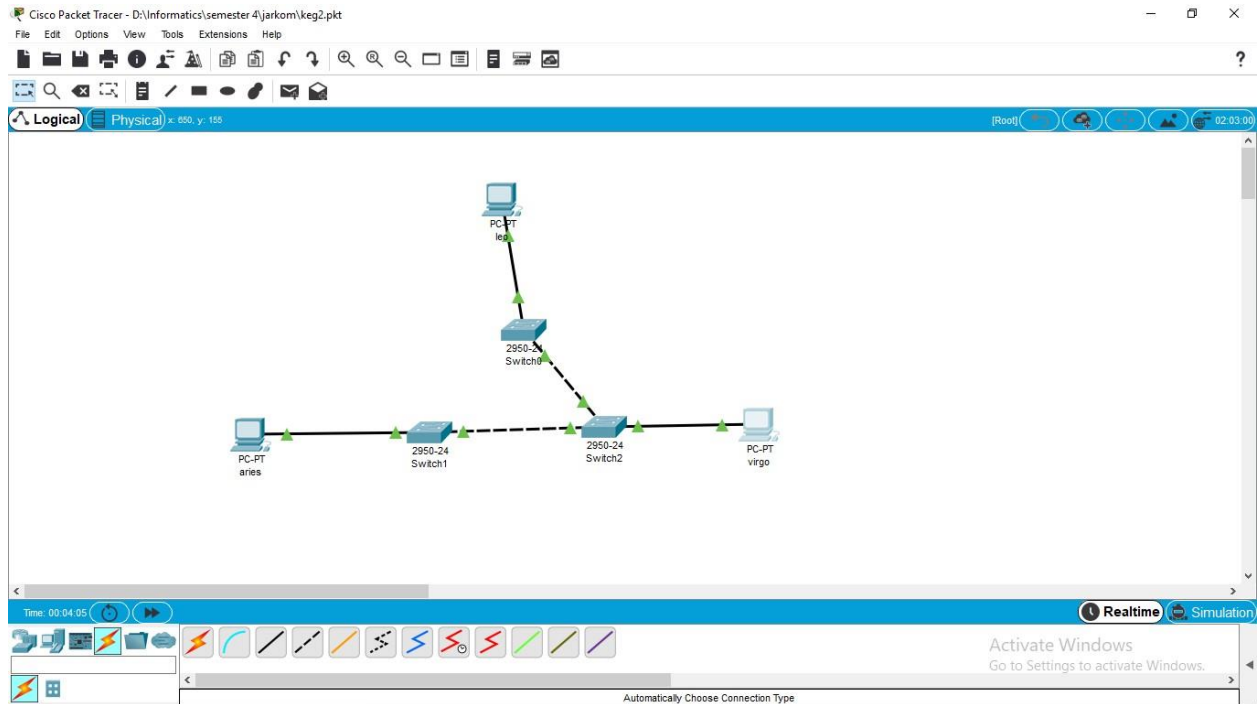 Cisco Packet Tracer - D:\Informatics\semester 4\jarkom\keg2.pkt
File Edit Options View Tools Extensions Help
?
Logical Physical x: 650, y: 155 [Root] 02:03:00
PC-PT
leo
2950-24
Switch0
PC-PT
aries
2950-24
Switch1
2950-24
Switch2
PC-PT
virgo
Time: 00:04:05 Realtime Simulation
Activate Windows
Go to Settings to activate Windows.
Automatically Choose Connection Type